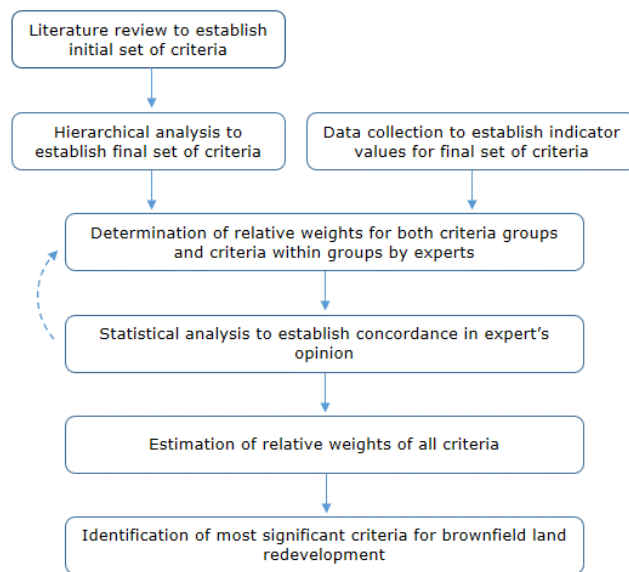 Literature review to establish
initial set of criteria
Hierarchical analysis to
establish final set of criteria
Data collection to establish indicator
values for final set of criteria
Determination of relative weights for both criteria groups
and criteria within groups by experts
Statistical analysis to establish concordance in expert's
opinion
Estimation of relative weights of all criteria
Identification of most significant criteria for brownfield land
redevelopment